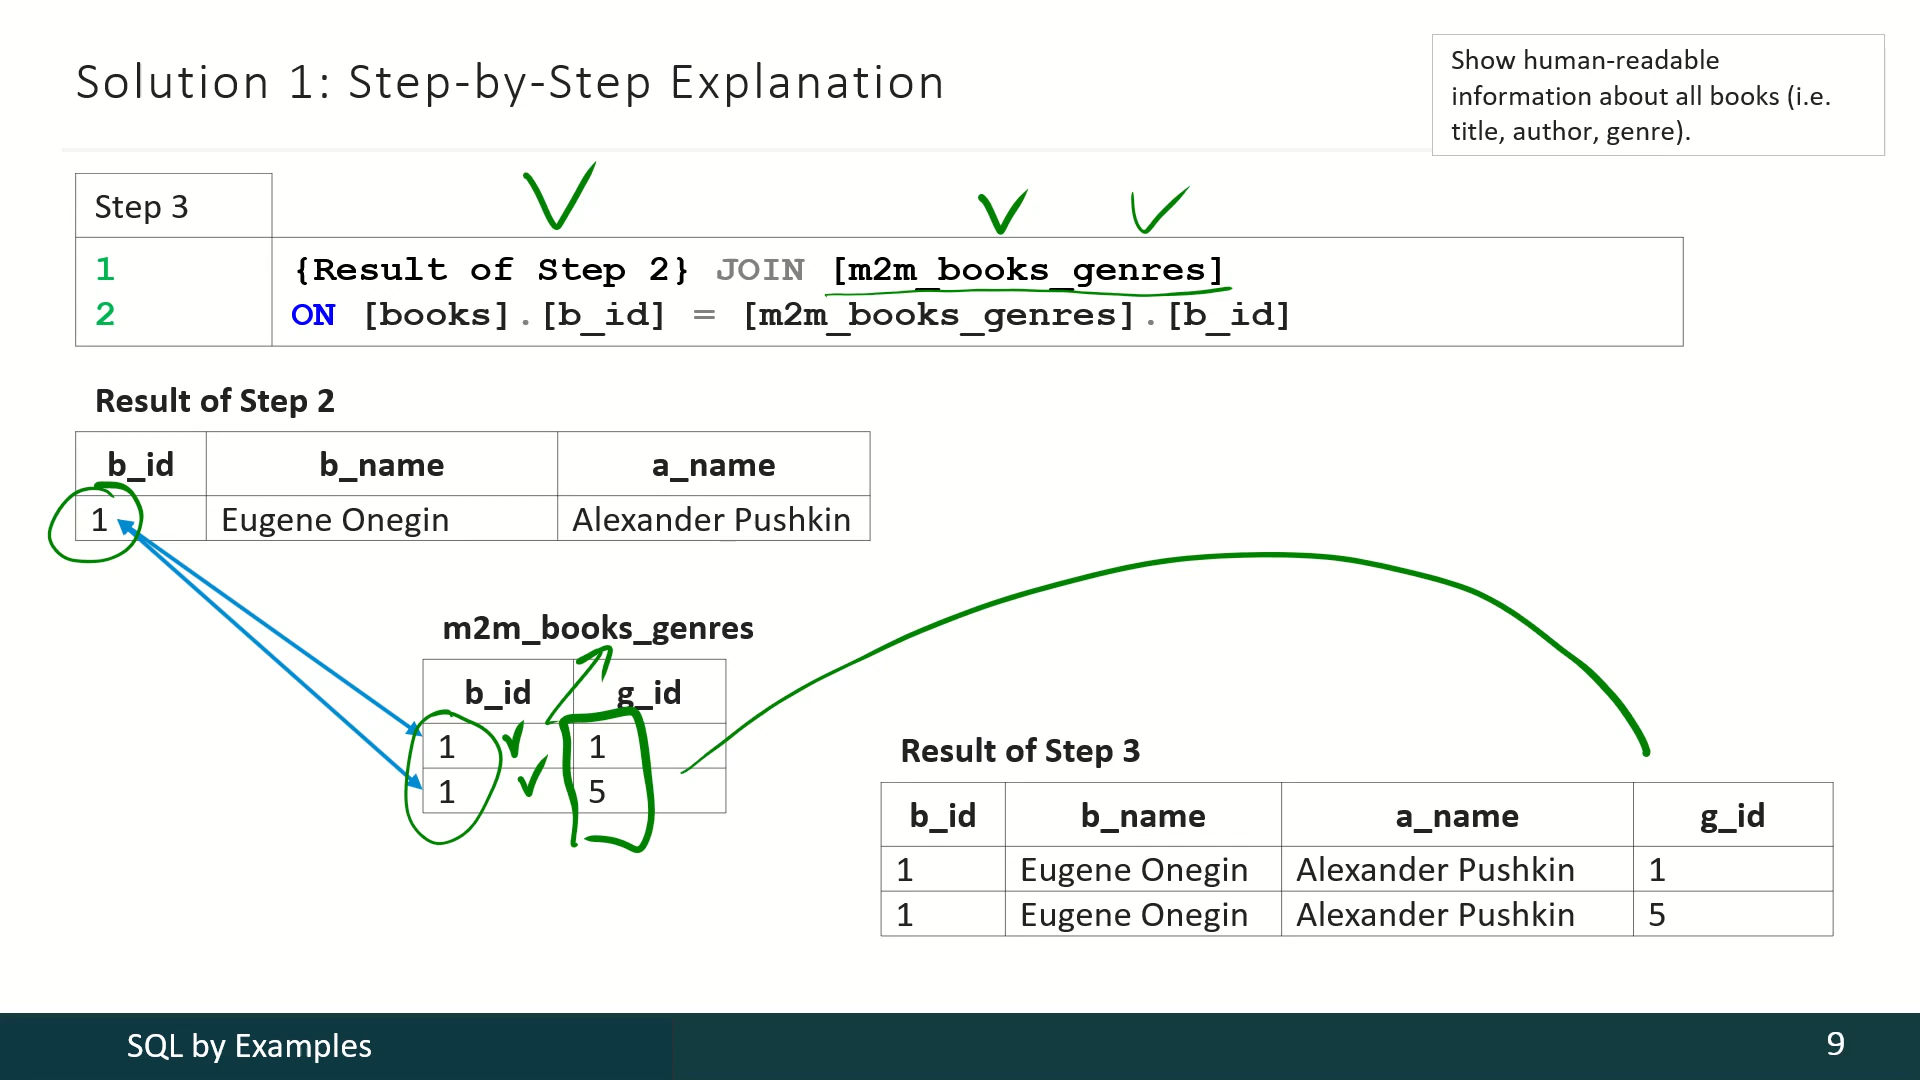 Solution 1: Step-by-Step Explanation
Show human-readable
information about all books (i.e.
title, author, genre).
Step 3
1 {Result of Step 2} JOIN [m2m_books_genres]
2 ON [books].[b_id] = [m2m_books_genres].[b_id]
Result of Step 2
b_id b_name a_name
1 Eugene Onegin Alexander Pushkin
m2m_books_genres
b_id g_id
1 1
1 5
Result of Step 3
b_id b_name a_name g_id
1 Eugene Onegin Alexander Pushkin 1
1 Eugene Onegin Alexander Pushkin 5
SQL by Examples
9